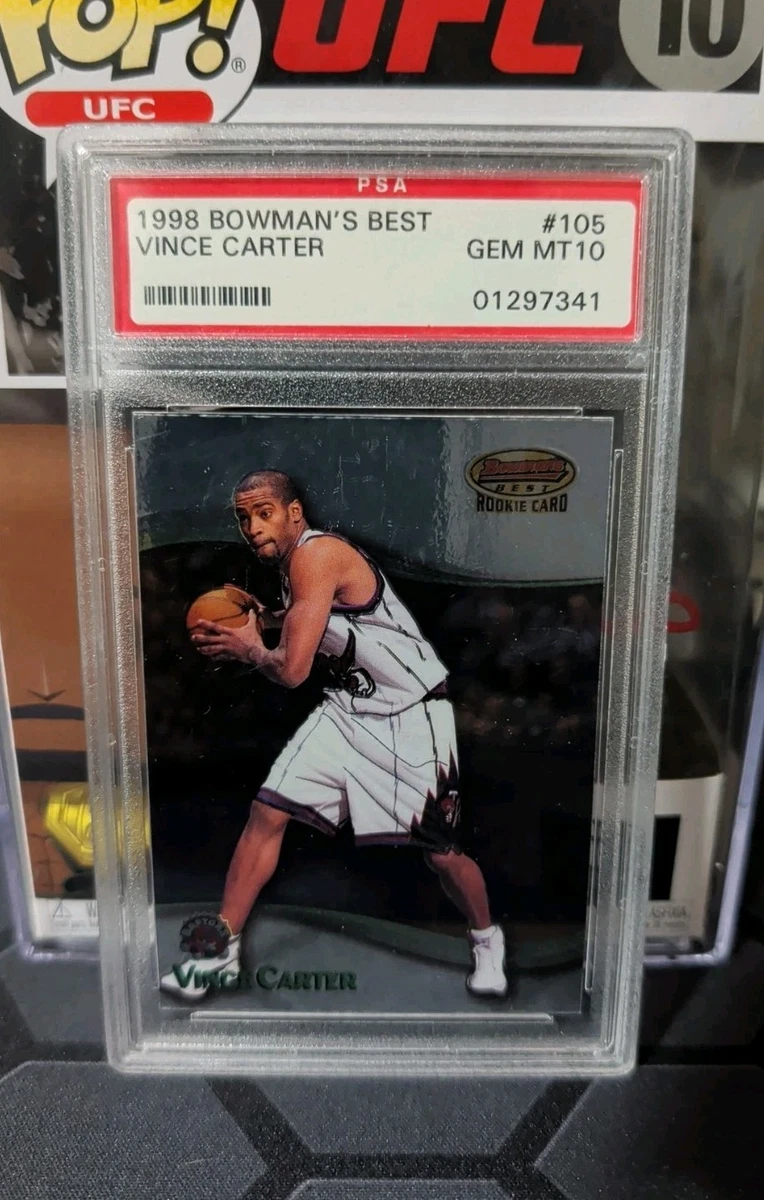 POP!®
UFC
UFC
10
PSA
1998 BOWMAN'S BEST #105
VINCE CARTER GEM MT10
01297341
BOWMAN'S
BEST
ROOKIE CARD
VINCE CARTER